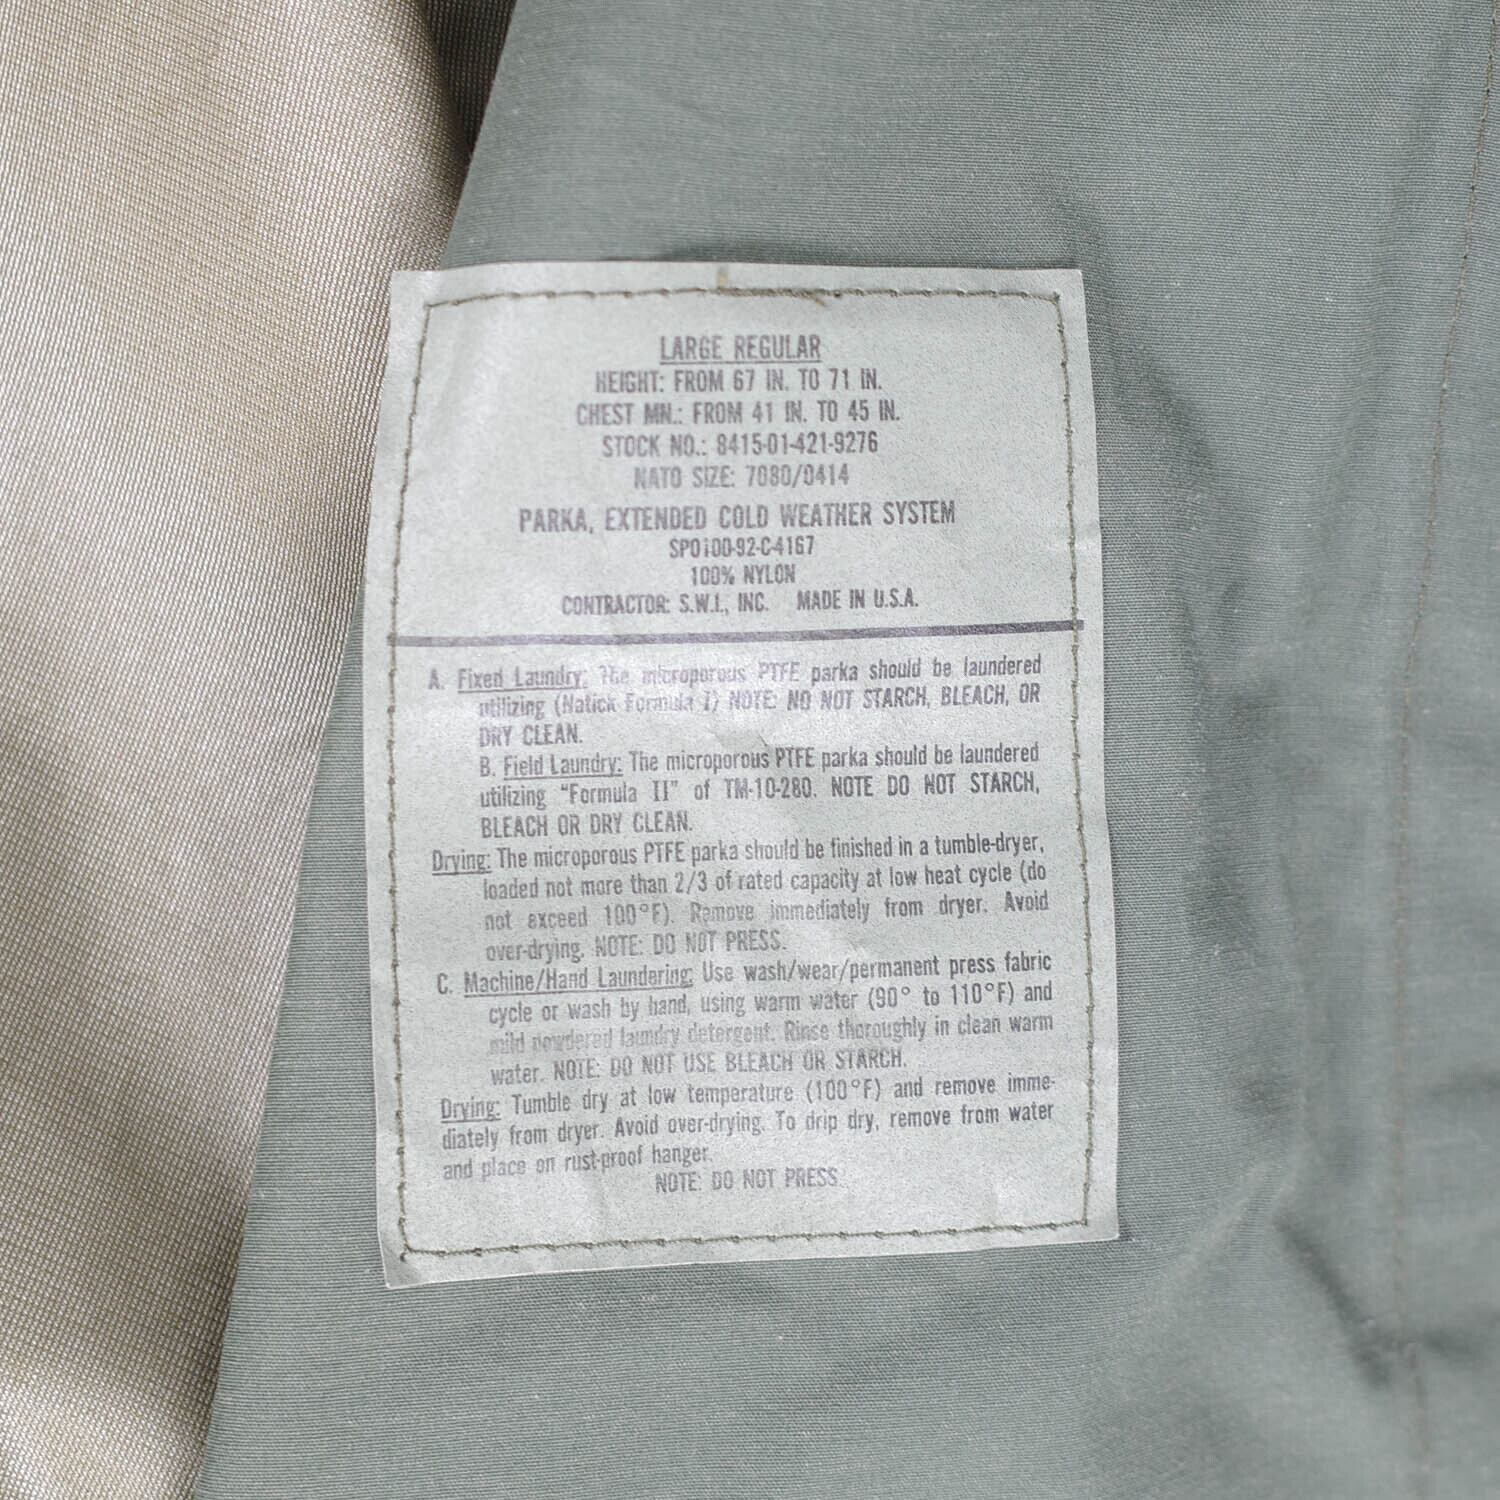 LARGE REGULAR
HEIGHT: FROM 67 IN. TO 71 IN.
CHEST MN.: FROM 41 IN. TO 45 IN.
STOCK NO.: 8415-01-421-9276
NATO SIZE: 7080/0414
PARKA, EXTENDED COLD WEATHER SYSTEM
SPO100-92-C-4167
100% NYLON
CONTRACTOR: S.W.I., INC. MADE IN U.S.A.
A. Fixed Laundry: The microporous PTFE parka should be laundered
utilizing (Natick Formula I) NOTE: NO NOT STARCH, BLEACH, OR
DRY CLEAN.
B. Field Laundry: The microporous PTFE parka should be laundered
utilizing "Formula II" of TM-10-280. NOTE DO NOT STARCH,
BLEACH OR DRY CLEAN.
Drying: The microporous PTFE parka should be finished in a tumble-dryer,
loaded not more than 2/3 of rated capacity at low heat cycle (do
not exceed 100°F). Remove immediately from dryer. Avoid
over-drying. NOTE: DO NOT PRESS.
C. Machine/Hand Laundering: Use wash/wear/permanent press fabric
cycle or wash by hand, using warm water (90° to 110°F) and
mild powdered laundry detergent. Rinse thoroughly in clean warm
water. NOTE: DO NOT USE BLEACH OR STARCH.
Drying: Tumble dry at low temperature (100°F) and remove imme-
diately from dryer. Avoid over-drying. To drip dry, remove from water
and place on rust-proof hanger.
NOTE: DO NOT PRESS.